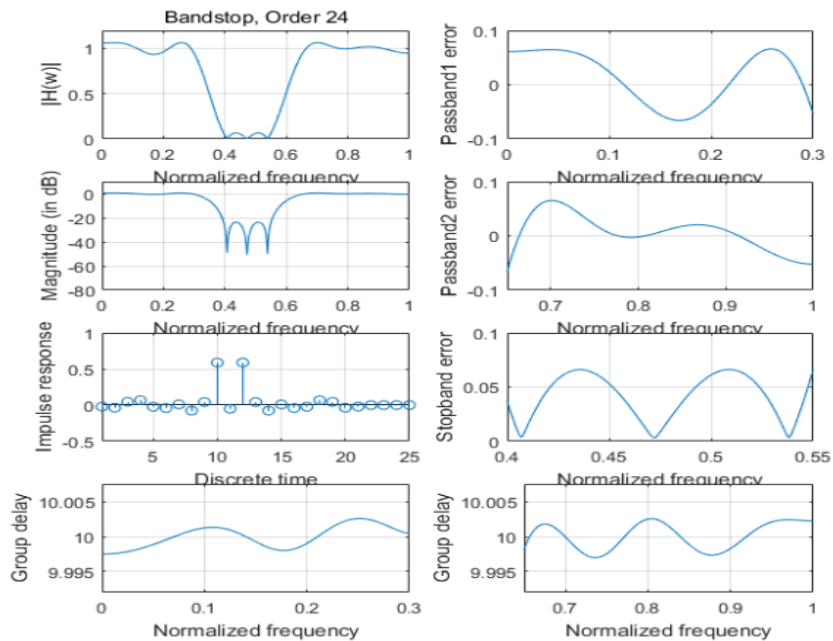 Bandstop, Order 24
|H(w)|
1
0.5
0
0 0.2 0.4 0.6 0.8 1
Normalized frequency
Passband1 error
0.1
0
-0.1
0 0.1 0.2 0.3
Normalized frequency
Magnitude (in dB)
0
-20
-40
-60
-80
0 0.2 0.4 0.6 0.8 1
Normalized frequency
Passband2 error
0.1
0
-0.1
0.7 0.8 0.9 1
Normalized frequency
Impulse response
1
0.5
0
-0.5
5 10 15 20 25
Discrete time
Stopband error
0.1
0.05
0
0.4 0.45 0.5 0.55
Normalized frequency
Group delay
10.005
10
9.995
0 0.1 0.2 0.3
Normalized frequency
Group delay
10.005
10
9.995
0.7 0.8 0.9 1
Normalized frequency